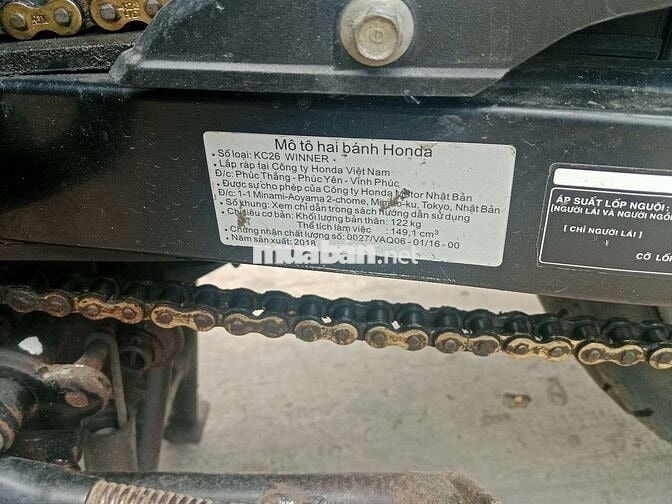 Mô tô hai bánh Honda
Số loại: KC26 WINNER
Lắp ráp tại Công ty Honda Việt Nam
Đ/c: Phúc Thắng - Phúc Yên - Vĩnh Phúc
Được sự cho phép của Công ty Honda Motor Nhật Bản
Đ/c: 1-1 Minami-Aoyama 2-chome, Minato-ku, Tokyo, Nhật Bản
Số khung: Xem chỉ dẫn trong sách hướng dẫn sử dụng
Chỉ tiêu cơ bản: Khối lượng bản thân: 122 kg
Thể tích làm việc : 149,1 cm³
Chứng nhận chất lượng số: 0027/VAQ06 - 01/16 - 00
Năm sản xuất: 2018
muaban.net
ÁP SUẤT LỐP NGUỘI :
[NGƯỜI LÁI VÀ NGƯỜI NGỒ
[ CHỈ NGƯỜI LÁI ]
CỠ LỐ